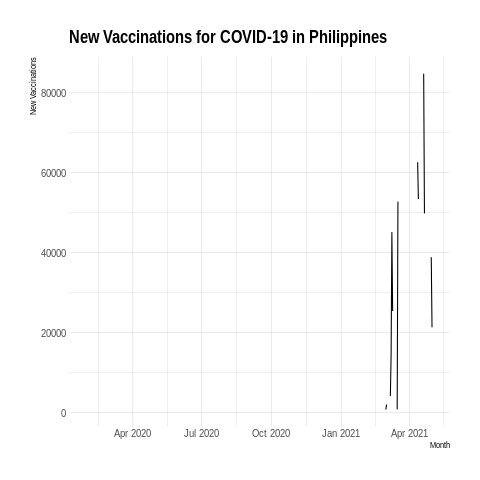 New Vaccinations for COVID-19 in Philippines
New Vaccinations
80000
60000
40000
20000
0
Apr 2020 Jul 2020 Oct 2020 Jan 2021 Apr 2021
Month